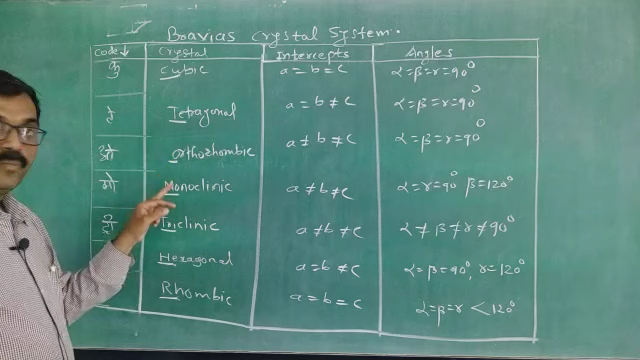 Boavias Crystal System.
Code↓ Crystal Intercepts Angles
कु Cubic a = b = c α = β = γ = 90°
टे Tetragonal a = b ≠ c α = β = γ = 90°
ओ Orthorhombic a ≠ b ≠ c α = β = γ = 90°
मो Monoclinic a ≠ b ≠ c α = γ = 90° β = 120°
ट्रा Triclinic a ≠ b ≠ c α ≠ β ≠ γ ≠ 90°
Hexagonal a = b ≠ c α = β = 90°, γ = 120°
Rhombic a = b = c α = β = γ < 120°